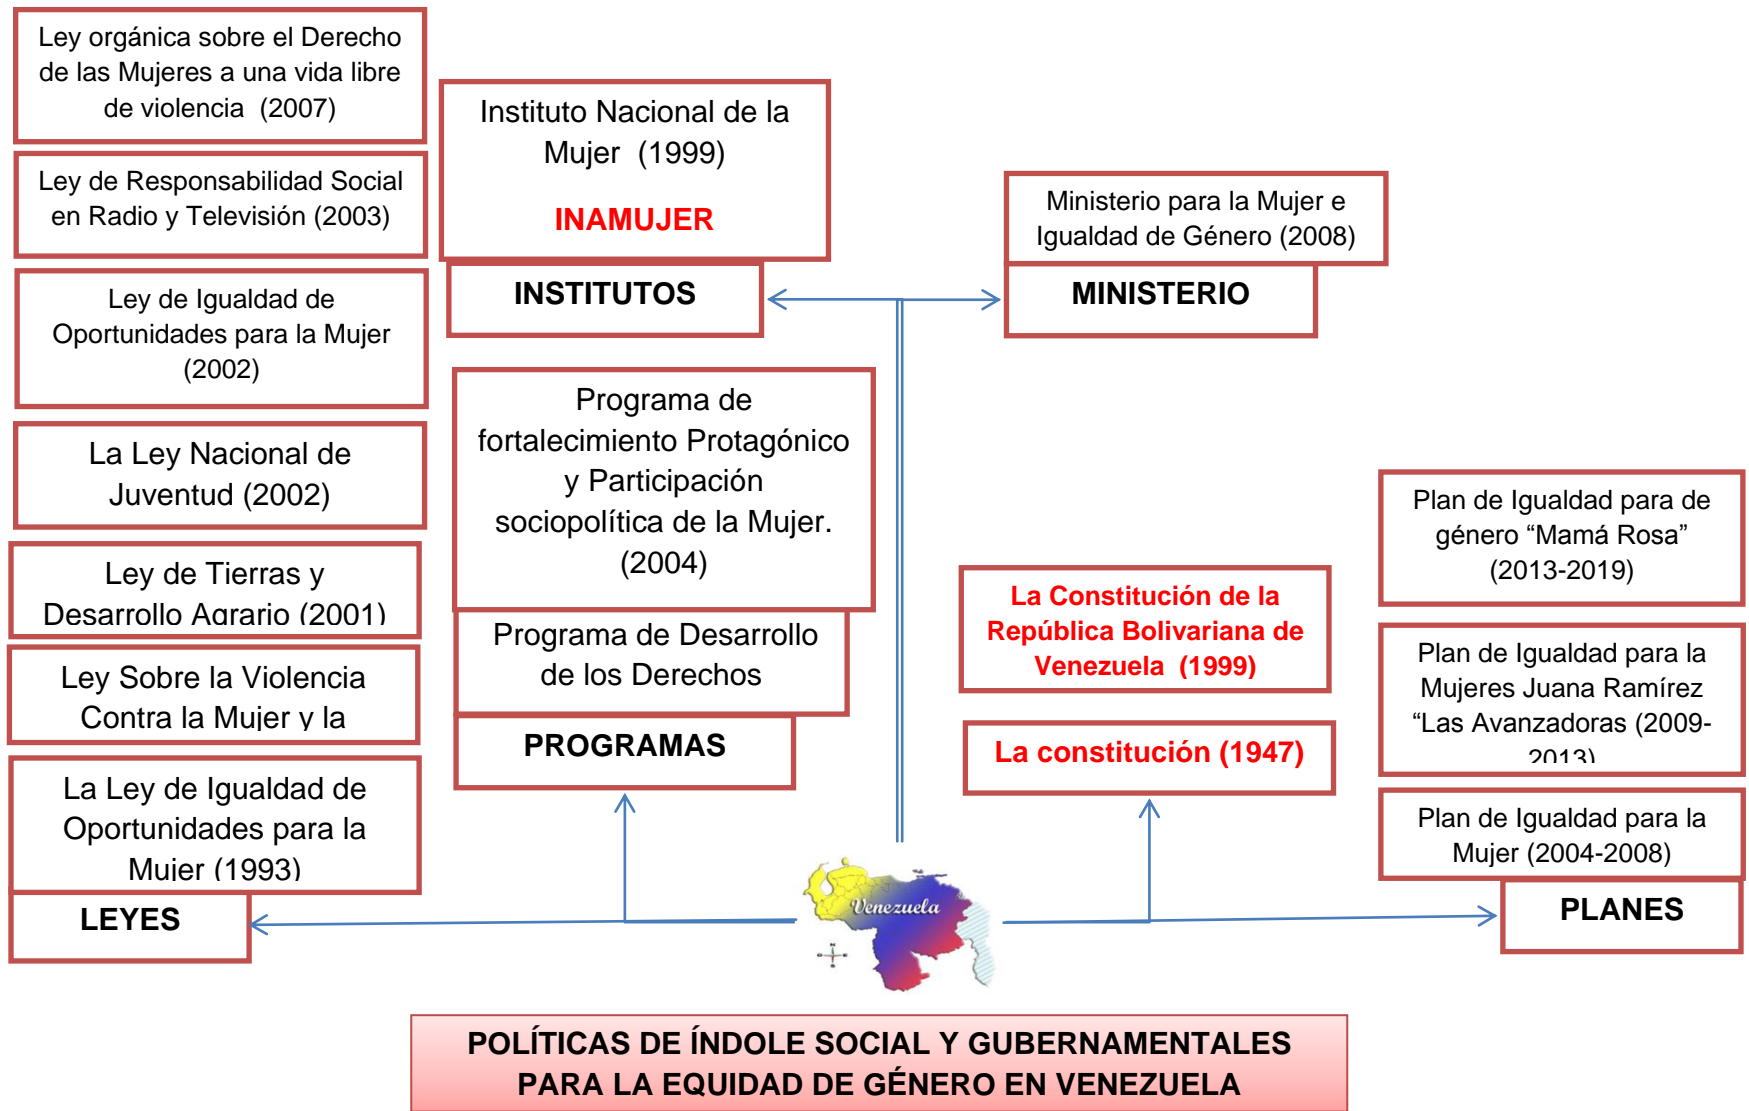 Ley orgánica sobre el Derecho
de las Mujeres a una vida libre
de violencia (2007)
Ley de Responsabilidad Social
en Radio y Televisión (2003)
Ley de Igualdad de
Oportunidades para la Mujer
(2002)
La Ley Nacional de
Juventud (2002)
Ley de Tierras y
Desarrollo Agrario (2001)
Ley Sobre la Violencia
Contra la Mujer y la
La Ley de Igualdad de
Oportunidades para la
Mujer (1993)
LEYES
Instituto Nacional de la
Mujer (1999)
INAMUJER
INSTITUTOS
Programa de
fortalecimiento Protagónico
y Participación
sociopolítica de la Mujer.
(2004)
Programa de Desarrollo
de los Derechos
PROGRAMAS
Ministerio para la Mujer e
Igualdad de Género (2008)
MINISTERIO
La Constitución de la
República Bolivariana de
Venezuela (1999)
La constitución (1947)
Plan de Igualdad para de
género “Mamá Rosa”
(2013-2019)
Plan de Igualdad para la
Mujeres Juana Ramírez
“Las Avanzadoras (2009-
2013)
Plan de Igualdad para la
Mujer (2004-2008)
PLANES
Venezuela
POLÍTICAS DE ÍNDOLE SOCIAL Y GUBERNAMENTALES
PARA LA EQUIDAD DE GÉNERO EN VENEZUELA